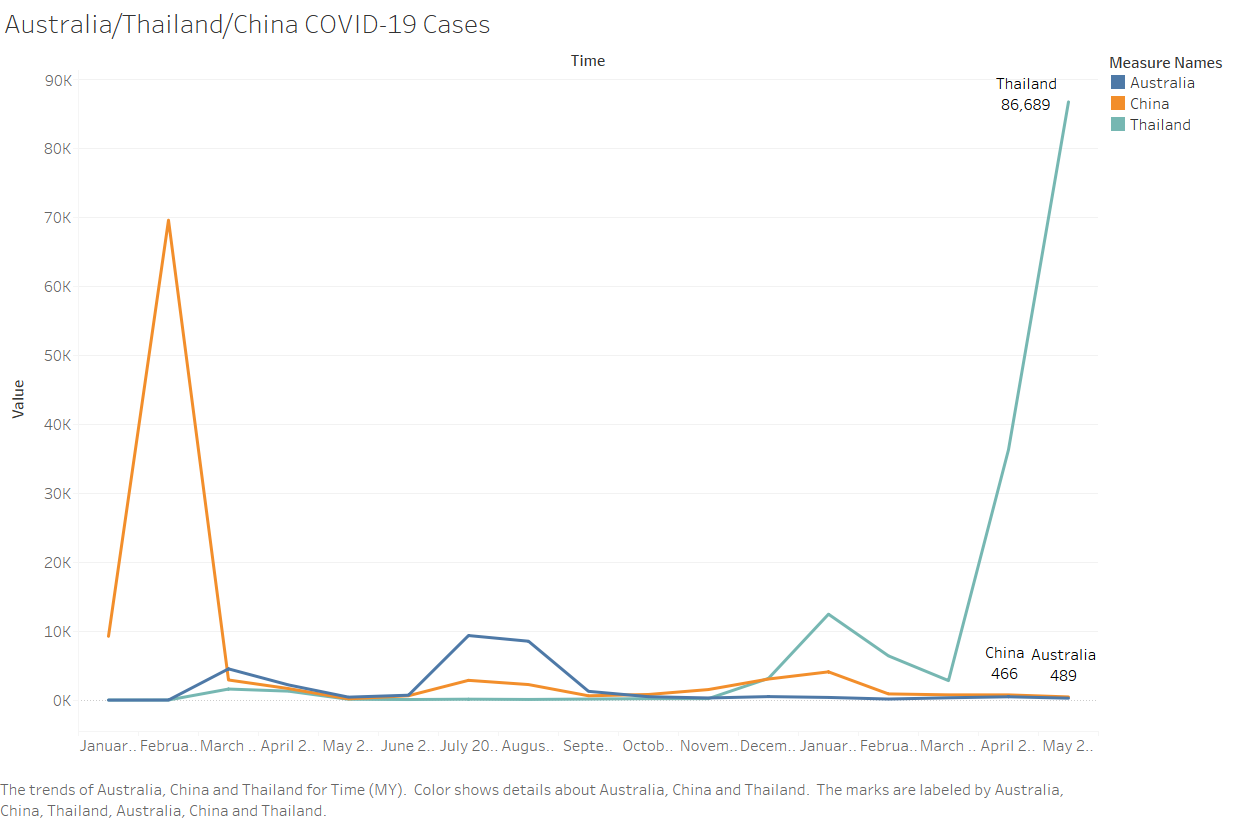 Australia/Thailand/China COVID-19 Cases
Time
Measure Names
Australia
China
Thailand
90K
80K
70K
60K
50K
40K
30K
20K
10K
0K
Value
Thailand
86,689
China
466
Australia
489
Januar.. Februa.. March .. April 2.. May 2.. June 2.. July 20.. Augus.. Septe.. Octob.. Novem.. Decem.. Januar.. Februa.. March .. April 2.. May 2..
The trends of Australia, China and Thailand for Time (MY).  Color shows details about Australia, China and Thailand.  The marks are labeled by Australia,
China, Thailand, Australia, China and Thailand.